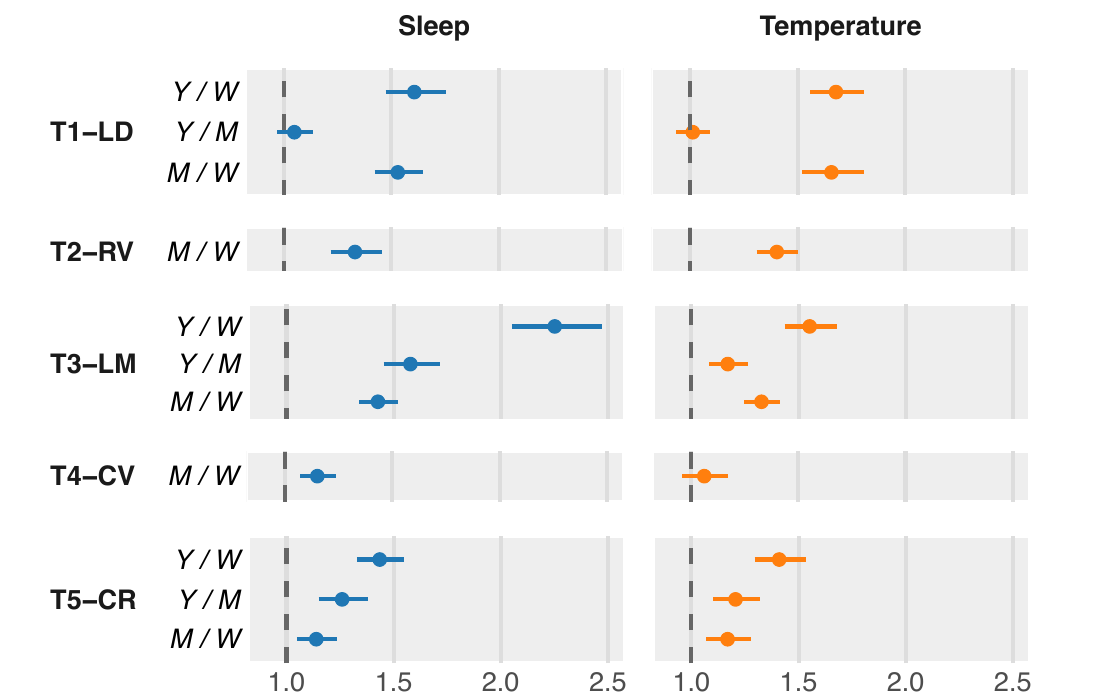 Sleep Temperature
Y / W
T1–LD Y / M
M / W
T2–RV M / W
Y / W
T3–LM Y / M
M / W
T4–CV M / W
Y / W
T5–CR Y / M
M / W
1.0 1.5 2.0 2.5 1.0 1.5 2.0 2.5